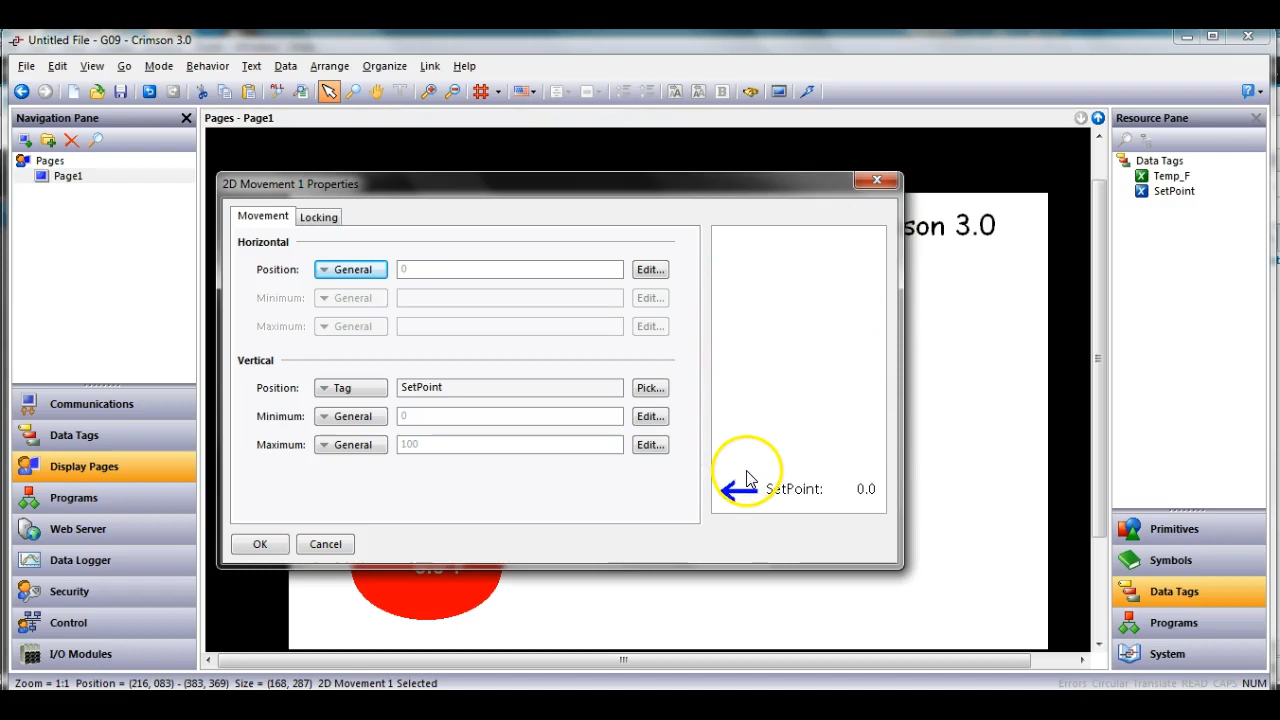 Untitled File - G09 - Crimson 3.0
File Edit View Go Mode Behavior Text Data Arrange Organize Link Help
Navigation Pane
Pages
Page1
Communications
Data Tags
Display Pages
Programs
Web Server
Data Logger
Security
Control
I/O Modules
Pages - Page1
son 3.0
2D Movement 1 Properties
Movement Locking
Horizontal
Position: General 0 Edit...
Minimum: General Edit...
Maximum: General Edit...
Vertical
Position: Tag SetPoint Pick...
Minimum: General 0 Edit...
Maximum: General 100 Edit...
SetPoint: 0.0
OK Cancel
Resource Pane
Data Tags
Temp_F
SetPoint
Primitives
Symbols
Data Tags
Programs
System
Zoom = 1:1 Position = (216, 083) - (383, 369) Size = (168, 287) 2D Movement 1 Selected
Errors Circular Translate READ CAPS NUM